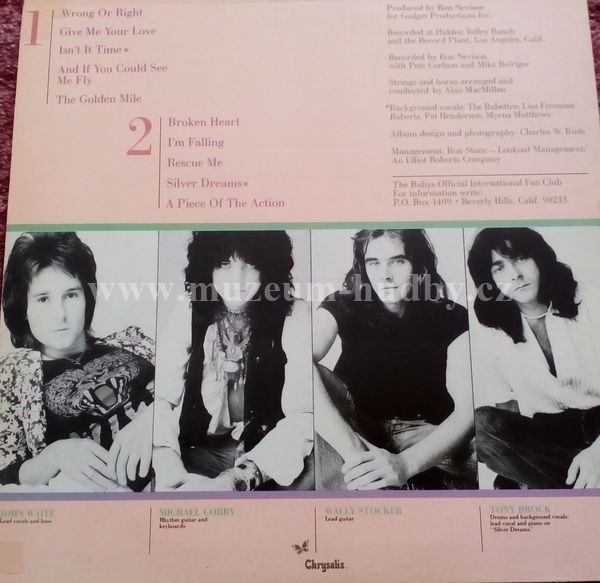 1
Wrong Or Right
Give Me Your Love
Isn't It Time*
And If You Could See
Me Fly
The Golden Mile
2
Broken Heart
I'm Falling
Rescue Me
Silver Dreams*
A Piece Of The Action
Produced by Ron Nevison
for Gadget Productions Inc.
Recorded at Hidden Valley Ranch
and the Record Plant, Los Angeles, Calif.
Recorded by Ron Nevison
with Pete Carlson and Mike Beiriger
Strings and horns arranged and
conducted by Alan MacMillan
*Background vocals: The Babettes: Lisa Freeman
Roberts, Pat Henderson, Myrna Matthews
Album design and photography: Charles W. Bush
Management: Ron Stone – Lookout Management/
An Elliot Roberts Company
The Babys Official International Fan Club
For information write:
P.O. Box 1409 • Beverly Hills, Calif. 90213
www.muzeum-hudby.cz
JOHN WAITE
Lead vocals and bass
MICHAEL CORBY
Rhythm guitar and
keyboards
WALLY STOCKER
Lead guitar
TONY BROCK
Drums and background vocals:
lead vocal and piano on
"Silver Dreams"
Chrysalis